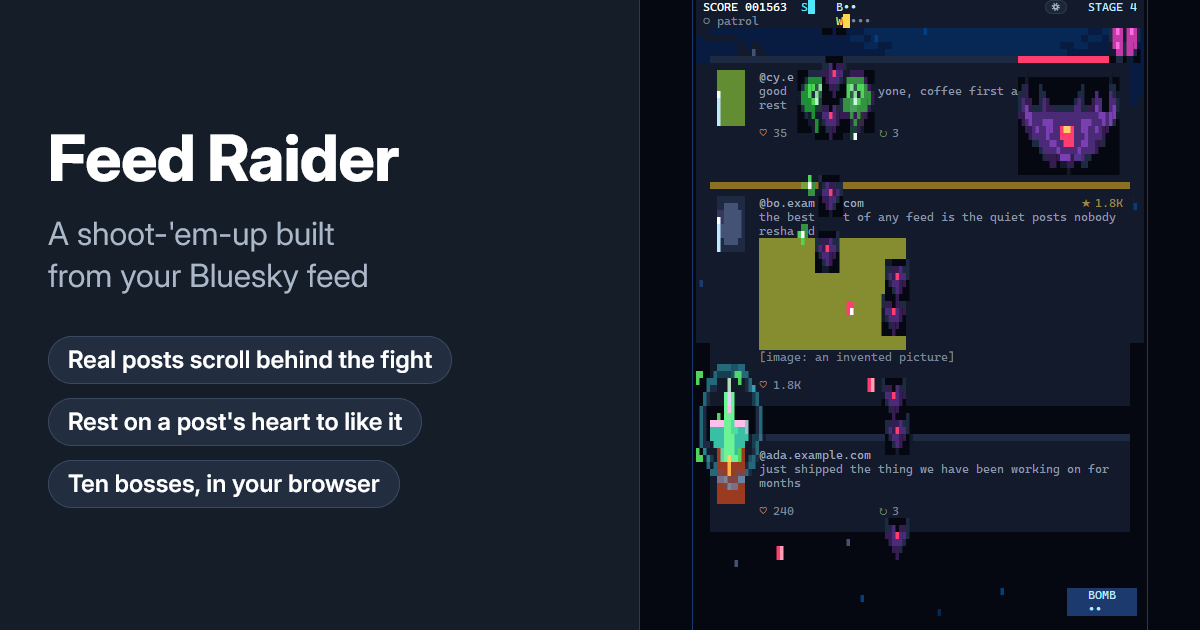 Feed Raider
A shoot-'em-up built
from your Bluesky feed
Real posts scroll behind the fight
Rest on a post's heart to like it
Ten bosses, in your browser
SCORE 001563 S B•• STAGE 4
○ patrol W
@cy.e
good yone, coffee first a
rest
♡ 35 ↻ 3
@bo.exam com ★ 1.8K
the best t of any feed is the quiet posts nobody
resha d
[image: an invented picture]
♡ 1.8K
@ada.example.com
just shipped the thing we have been working on for
months
♡ 240 ↻ 3
BOMB
••